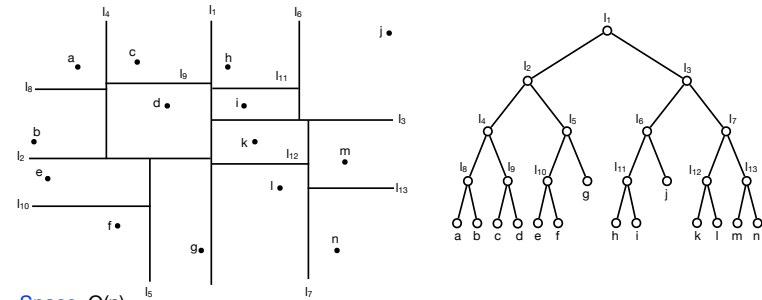 l4 l1 l6
j
c
a h
l9 l11
l8
d i
l3
b k
l12 m
l2
e l
l13
l10
f
g n
l5 l7
l1
l2 l3
l4 l5 l6 l7
l8 l9 l10 g l11 j l12 l13
a b c d e f h i k l m n